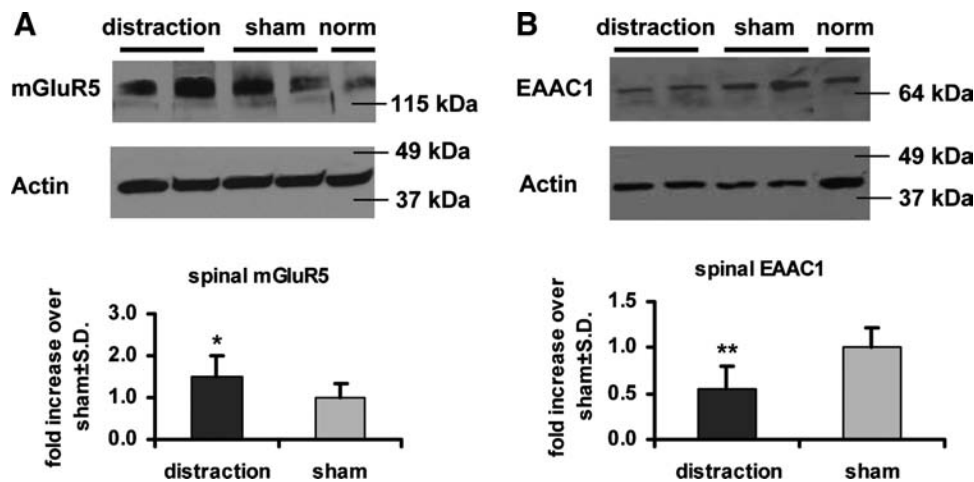 A
distraction sham norm
mGluR5
115 kDa
49 kDa
Actin
37 kDa
spinal mGluR5
fold increase over
sham±S.D.
3.0
2.0
1.0
0.0
*
distraction sham
B
distraction sham norm
EAAC1
64 kDa
49 kDa
Actin
37 kDa
spinal EAAC1
fold increase over
sham±S.D.
1.5
1.0
0.5
0.0
**
distraction sham